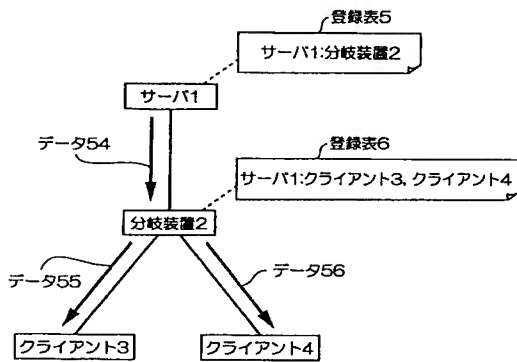 登録表5
サーバ1:分岐装置2
サーバ1
データ54
登録表6
サーバ1:クライアント3、クライアント4
分岐装置2
データ55
データ56
クライアント3
クライアント4